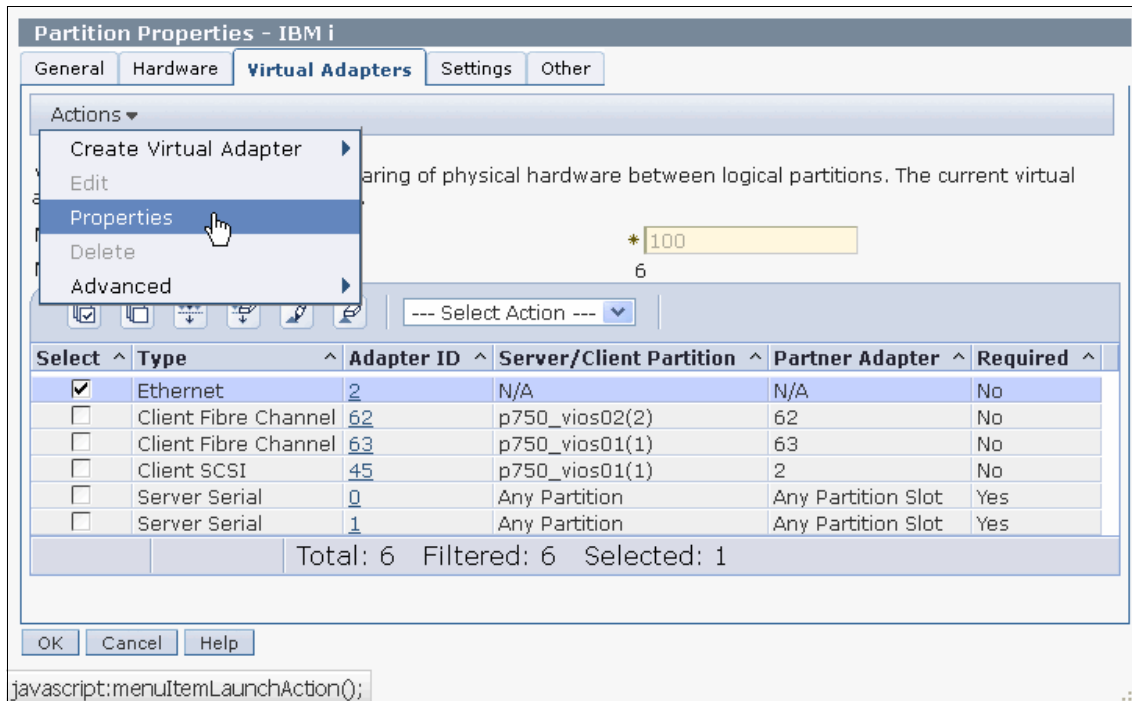 Partition Properties - IBM i
General Hardware Virtual Adapters Settings Other
Actions
Create Virtual Adapter
aring of physical hardware between logical partitions. The current virtual
Edit
Properties
* 100
Delete
6
Advanced
--- Select Action ---
Select ^ Type ^ Adapter ID ^ Server/Client Partition ^ Partner Adapter ^ Required ^
Ethernet 2 N/A N/A No
Client Fibre Channel 62 p750_vios02(2) 62 No
Client Fibre Channel 63 p750_vios01(1) 63 No
Client SCSI 45 p750_vios01(1) 2 No
Server Serial 0 Any Partition Any Partition Slot Yes
Server Serial 1 Any Partition Any Partition Slot Yes
Total: 6 Filtered: 6 Selected: 1
OK Cancel Help
javascript:menuItemLaunchAction();